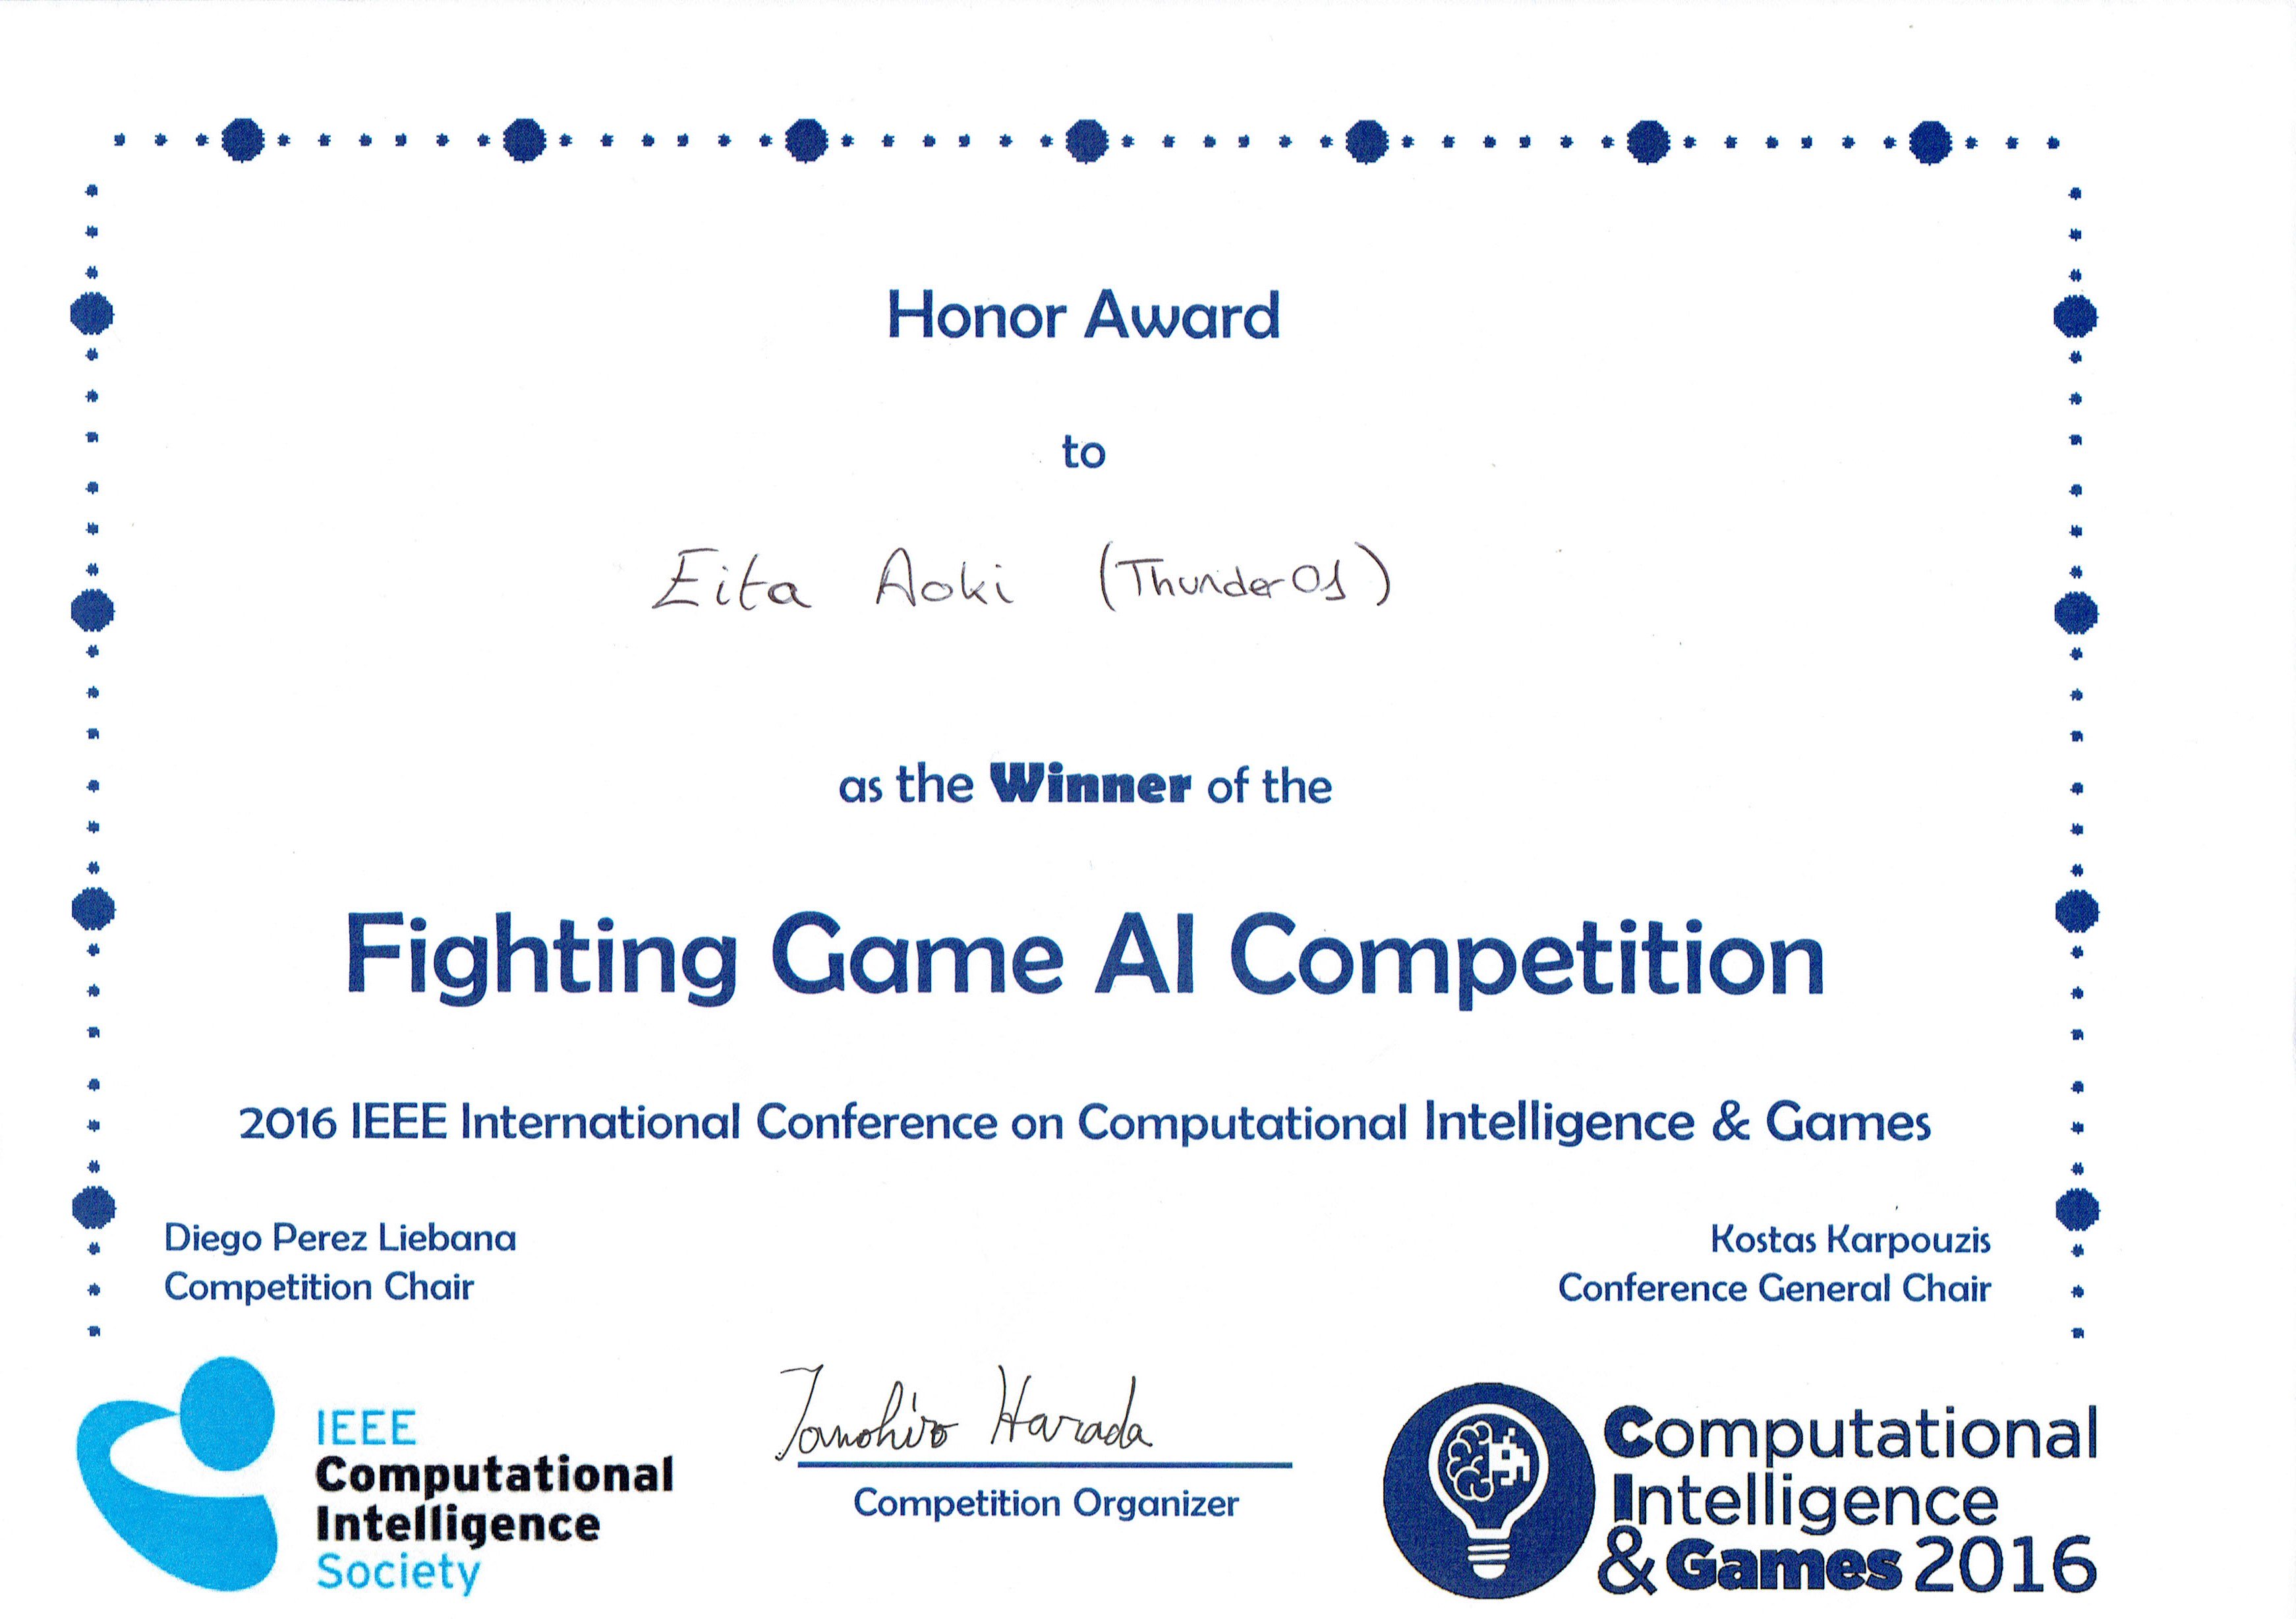 Honor Award
to
Eita Aoki (Thunder01)
as the Winner of the
Fighting Game AI Competition
2016 IEEE International Conference on Computational Intelligence & Games
Diego Perez Liebana
Competition Chair
Kostas Karpouzis
Conference General Chair
IEEE
Computational
Intelligence
Society
Tomohiro Harada
Competition Organizer
Computational
Intelligence
&Games 2016